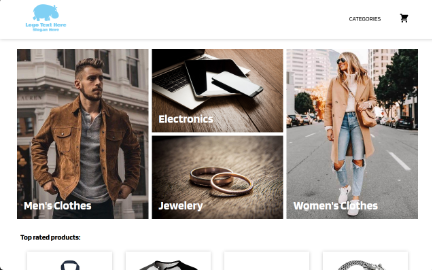 Logo Text Here
Slogan Here
CATEGORIES
Electronics
Men's Clothes
Jewelery
Women's Clothes
Top rated products: